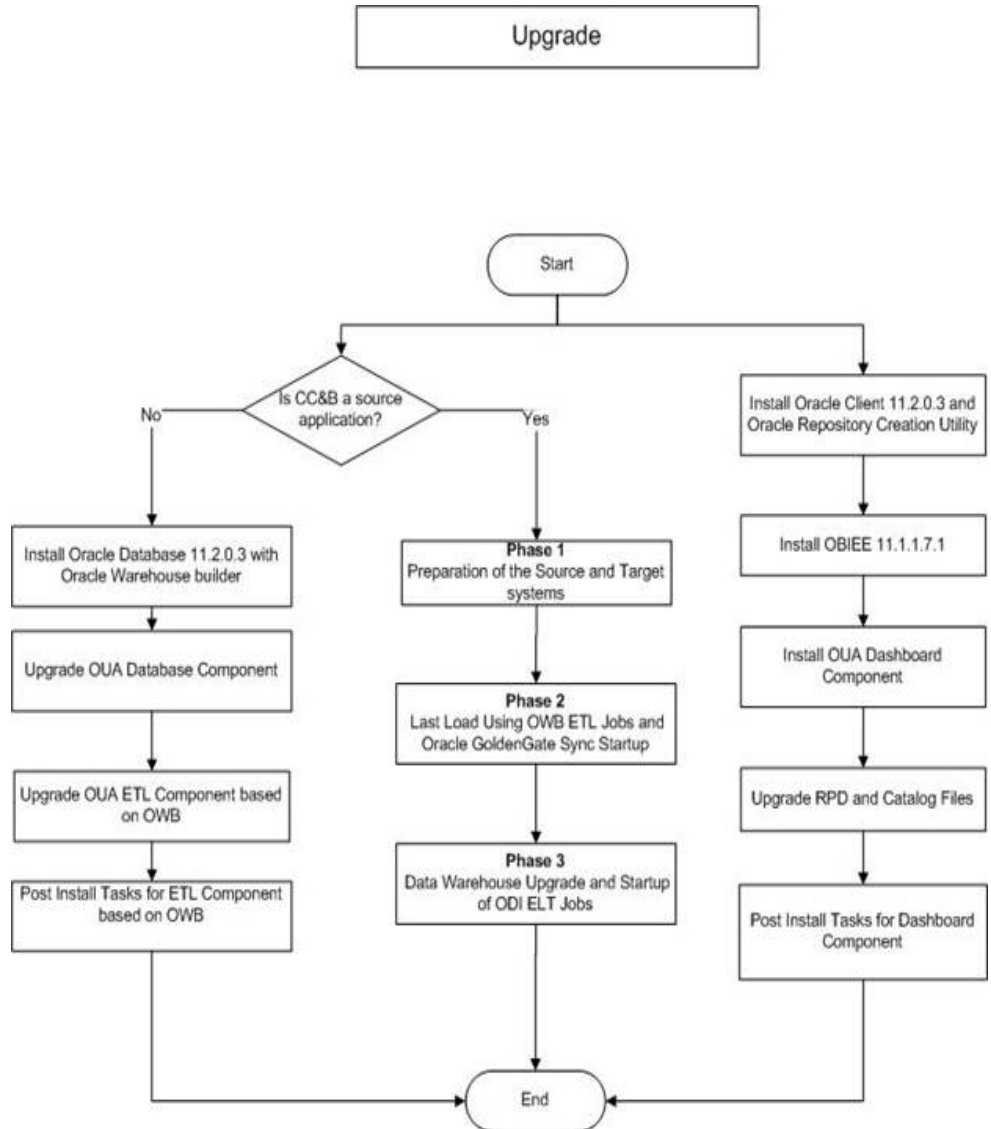 Upgrade
Start
Is CC&B a source
application?
No
Yes
Install Oracle Database 11.2.0.3 with
Oracle Warehouse builder
Upgrade OUA Database Component
Upgrade OUA ETL Component based
on OWB
Post Install Tasks for ETL Component
based on OWB
Phase 1
Preparation of the Source and Target
systems
Phase 2
Last Load Using OWB ETL Jobs and
Oracle GoldenGate Sync Startup
Phase 3
Data Warehouse Upgrade and Startup
of ODI ELT Jobs
Install Oracle Client 11.2.0.3 and
Oracle Repository Creation Utility
Install OBIEE 11.1.1.7.1
Install OUA Dashboard
Component
Upgrade RPD and Catalog Files
Post Install Tasks for Dashboard
Component
End